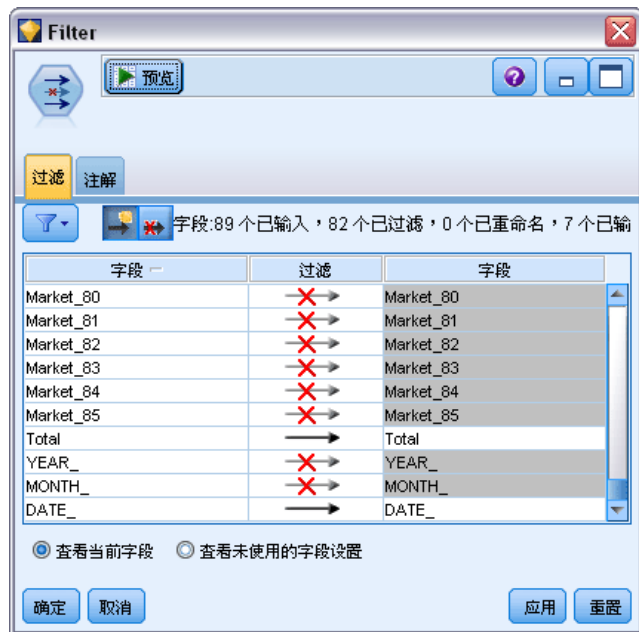 Filter
预览
过滤 注解
字段:89 个已输入，82 个已过滤，0 个已重命名，7 个已输
字段 过滤 字段
Market_80 Market_80
Market_81 Market_81
Market_82 Market_82
Market_83 Market_83
Market_84 Market_84
Market_85 Market_85
Total Total
YEAR_ YEAR_
MONTH_ MONTH_
DATE_ DATE_
查看当前字段 查看未使用的字段设置
确定 取消 应用 重置